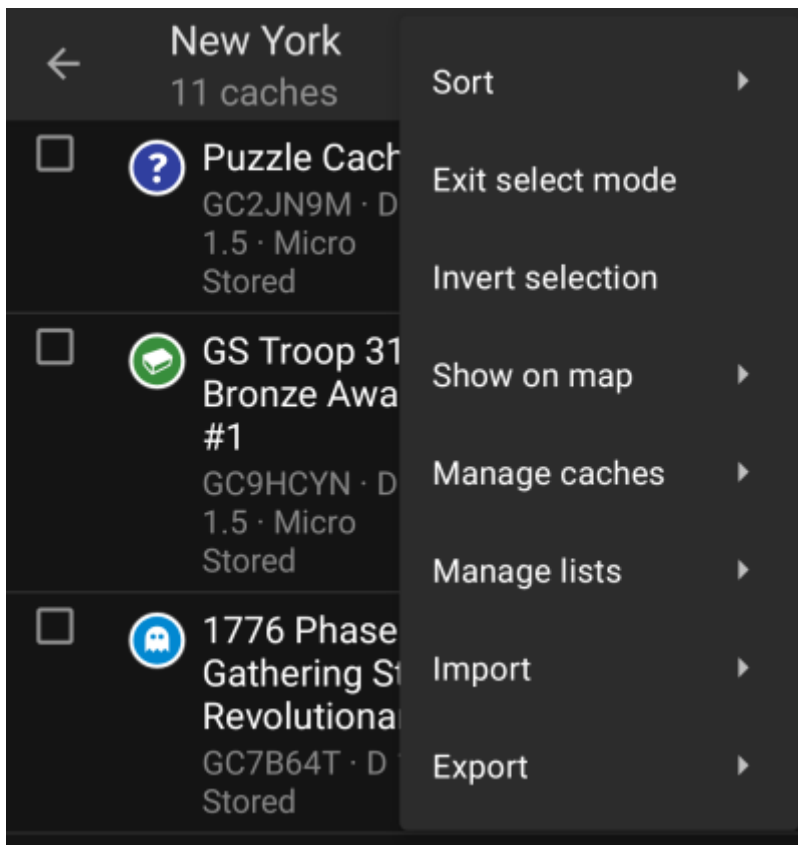 New York
11 caches
Puzzle Cach
GC2JN9M · D
1.5 · Micro
Stored
GS Troop 31
Bronze Awa
#1
GC9HCYN · D
1.5 · Micro
Stored
1776 Phase
Gathering St
Revolutiona
GC7B64T · D
Stored
Sort
Exit select mode
Invert selection
Show on map
Manage caches
Manage lists
Import
Export